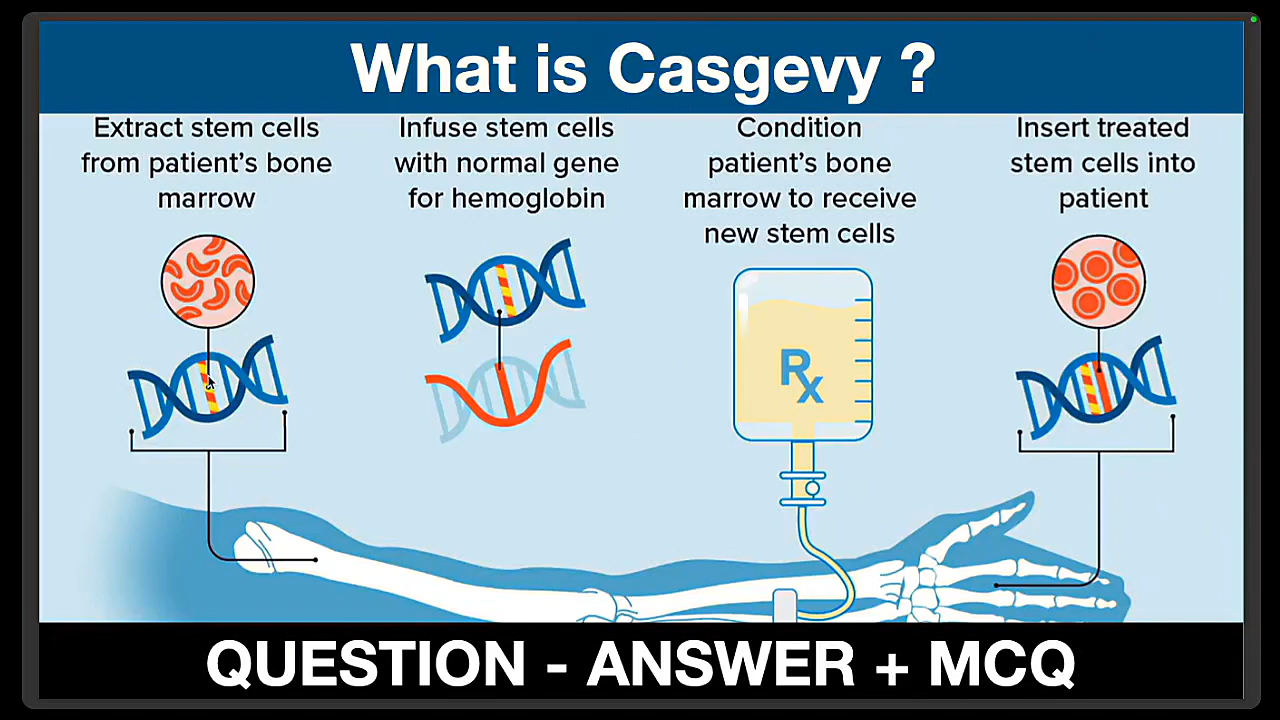 What is Casgevy ?
Extract stem cells
from patient's bone
marrow
Infuse stem cells
with normal gene
for hemoglobin
Condition
patient's bone
marrow to receive
new stem cells
Insert treated
stem cells into
patient
Rx
QUESTION - ANSWER + MCQ